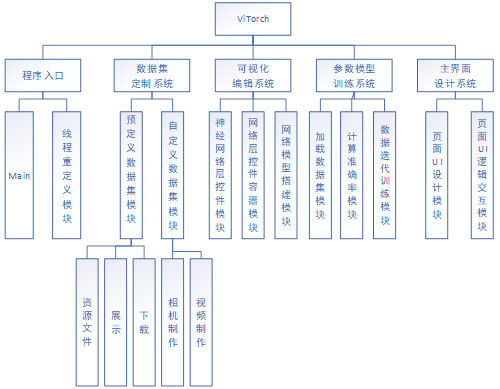 ViTorch
程序入口
数据集
定制系统
可视化
编辑系统
参数模型
训练系统
主界面
设计系统
Main
线程重定义模块
预定义数据集模块
自定义数据集模块
神经网络层控件模块
网络层控件容器模块
网络模型搭建模块
加载数据集模块
计算准确率模块
数据迭代训练模块
页面UI设计模块
页面UI逻辑交互模块
资源文件
展示
下载
相机制作
视频制作